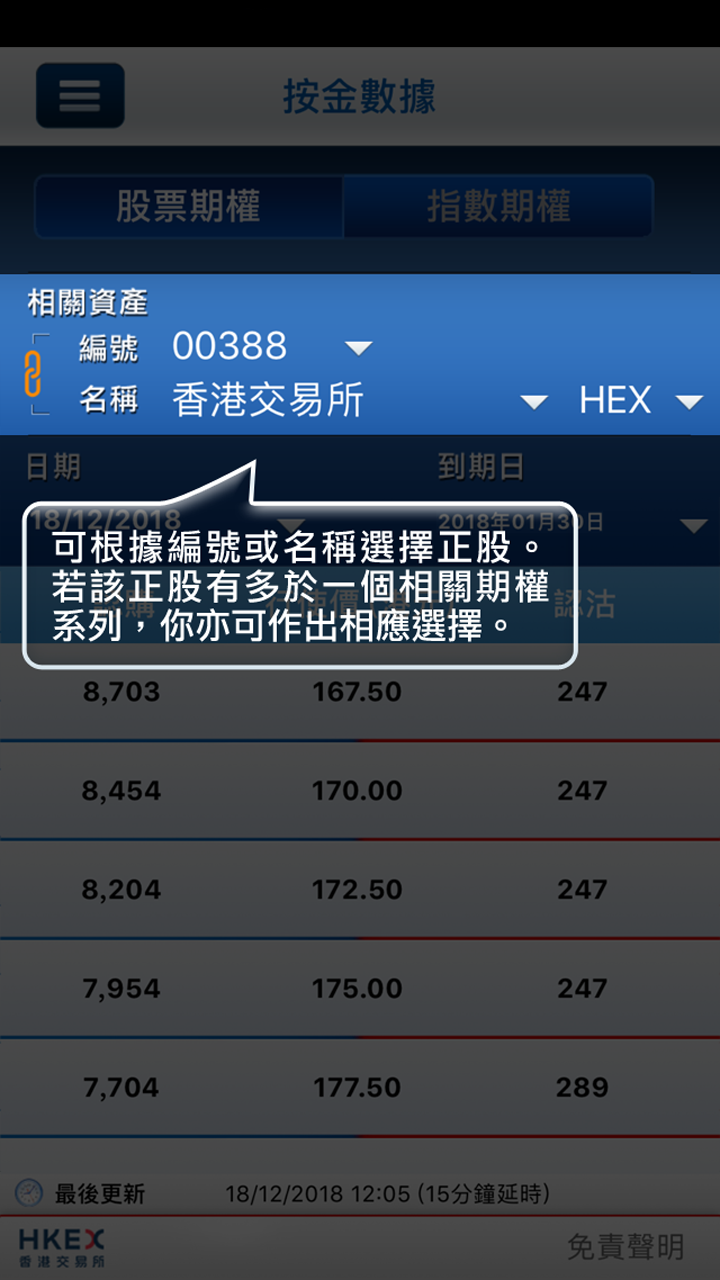 按金數據
股票期權 指數期權
相關資產
編號 00388
名稱 香港交易所 HEX
日期 到期日
18/12/2018 2018年01月30日
可根據編號或名稱選擇正股。
若該正股有多於一個相關期權
系列，你亦可作出相應選擇。
認沽
8,703 167.50 247
8,454 170.00 247
8,204 172.50 247
7,954 175.00 247
7,704 177.50 289
最後更新 18/12/2018 12:05 (15分鐘延時)
HKEX
香港交易所
免責聲明